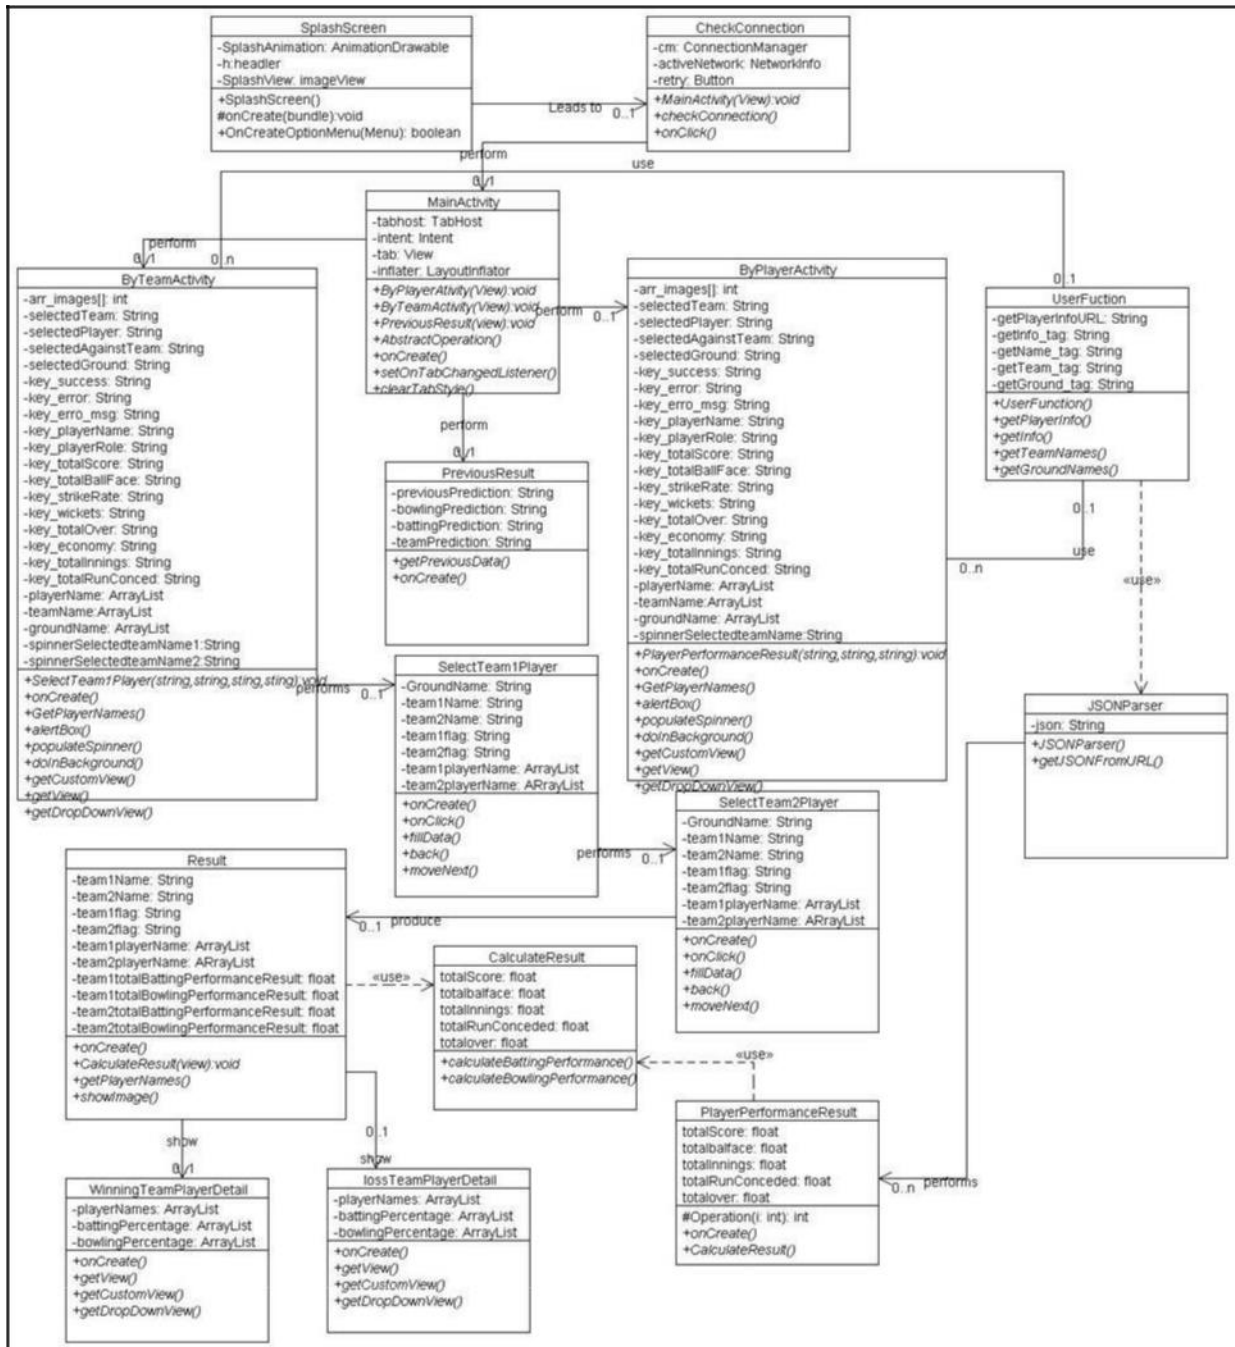 SplashScreen
-SplashAnimation: AnimationDrawable
-h:headler
-SplashView: imageView
+SplashScreen()
#onCreate(bundle):void
+OnCreateOptionMenu(Menu): boolean
Leads to
0..1
CheckConnection
-cm: ConnectionManager
-activeNetwork: NetworkInfo
-retry: Button
+MainActivity(View):void
+checkConnection()
+onClick()
perform
0..1
use
MainActivity
-tabhost: TabHost
-intent: Intent
-tab: View
-inflater: LayoutInflator
+ByPlayerAtivity(View):void
+ByTeamActivity(View):void
+PreviousResult(view):void
+AbstractOperation()
+onCreate()
+setOnTabChangedListener()
+clearTabStyle()
perform
0..1
0..n
perform
0..1
perform
0..1
0..1
ByTeamActivity
-arr_images[]: int
-selectedTeam: String
-selectedPlayer: String
-selectedAgainstTeam: String
-selectedGround: String
-key_success: String
-key_error: String
-key_erro_msg: String
-key_playerName: String
-key_playerRole: String
-key_totalScore: String
-key_totalBallFace: String
-key_strikeRate: String
-key_wickets: String
-key_totalOver: String
-key_economy: String
-key_totalInnings: String
-key_totalRunConced: String
-playerName: ArrayList
-teamName:ArrayList
-groundName: ArrayList
-spinnerSelectedteamName1:String
-spinnerSelectedteamName2:String
+SelectTeam1Player(string,string,sting,sting):void
+onCreate()
+GetPlayerNames()
+alertBox()
+populateSpinner()
+doInBackground()
+getCustomView()
+getView()
+getDropDownView()
performs
0..1
PreviousResult
-previousPrediction: String
-bowlingPrediction: String
-battingPrediction: String
-teamPrediction: String
+getPreviousData()
+onCreate()
ByPlayerActivity
-arr_images[]: int
-selectedTeam: String
-selectedPlayer: String
-selectedAgainstTeam: String
-selectedGround: String
-key_success: String
-key_error: String
-key_erro_msg: String
-key_playerName: String
-key_playerRole: String
-key_totalScore: String
-key_totalBallFace: String
-key_strikeRate: String
-key_wickets: String
-key_totalOver: String
-key_economy: String
-key_totalInnings: String
-key_totalRunConced: String
-playerName: ArrayList
-teamName:ArrayList
-groundName: ArrayList
-spinnerSelectedteamName:String
+PlayerPerformanceResult(string,string,string):void
+onCreate()
+GetPlayerNames()
+alertBox()
+populateSpinner()
+doInBackground()
+getCustomView()
+getView()
+getDropDownView()
UserFuction
-getPlayerInfoURL: String
-getInfo_tag: String
-getName_tag: String
-getTeam_tag: String
-getGround_tag: String
+UserFunction()
+getPlayerInfo()
+getInfo()
+getTeamNames()
+getGroundNames()
0..1
use
0..n
«use»
JSONParser
-json: String
+JSONParser()
+getJSONFromURL()
SelectTeam1Player
-GroundName: String
-team1Name: String
-team2Name: String
-team1flag: String
-team2flag: String
-team1playerName: ArrayList
-team2playerName: ARrayList
+onCreate()
+onClick()
+fillData()
+back()
+moveNext()
performs
0..1
SelectTeam2Player
-GroundName: String
-team1Name: String
-team2Name: String
-team1flag: String
-team2flag: String
-team1playerName: ArrayList
-team2playerName: ARrayList
+onCreate()
+onClick()
+fillData()
+back()
+moveNext()
0..1
produce
Result
-team1Name: String
-team2Name: String
-team1flag: String
-team2flag: String
-team1playerName: ArrayList
-team2playerName: ARrayList
-team1totalBattingPerformanceResult: float
-team1totalBowlingPerformanceResult: float
-team2totalBattingPerformanceResult: float
-team2totalBowlingPerformanceResult: float
+onCreate()
+CalculateResult(view):void
+getPlayerNames()
+showImage()
«use»
CalculateResult
totalScore: float
totalbalface: float
totalInnings: float
totalRunConceded: float
totalover: float
+calculateBattingPerformance()
+calculateBowlingPerformance()
«use»
PlayerPerformanceResult
totalScore: float
totalbalface: float
totalInnings: float
totalRunConceded: float
totalover: float
#Operation(i: int): int
+onCreate()
+CalculateResult()
0..n
performs
show
0..1
0..1
show
WinningTeamPlayerDetail
-playerNames: ArrayList
-battingPercentage: ArrayList
-bowlingPercentage: ArrayList
+onCreate()
+getView()
+getCustomView()
+getDropDownView()
lossTeamPlayerDetail
-playerNames: ArrayList
-battingPercentage: ArrayList
-bowlingPercentage: ArrayList
+onCreate()
+getView()
+getCustomView()
+getDropDownView()